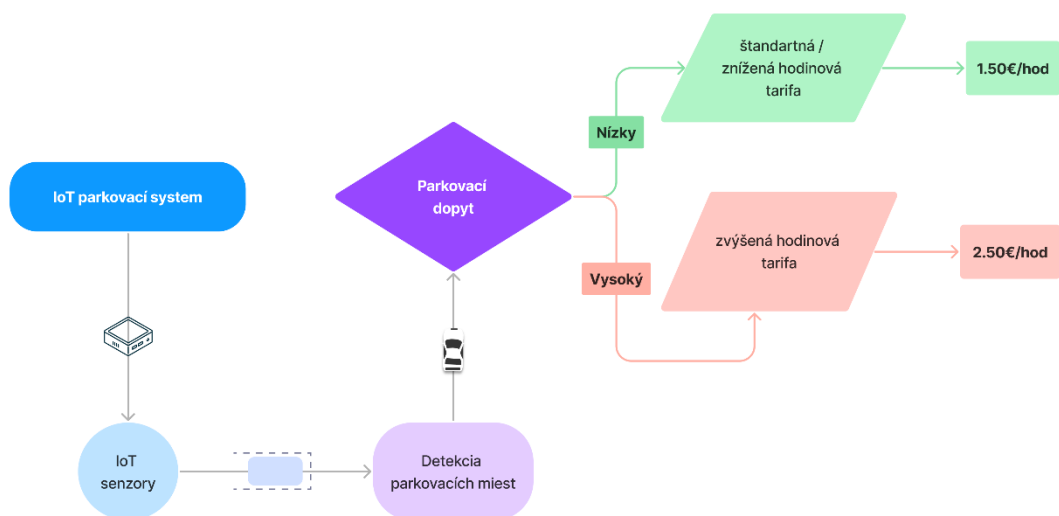 IoT parkovací system
IoT
senzory
Detekcia
parkovacích miest
Parkovací
dopyt
Nízky
štandartná /
znížená hodinová
tarifa
1.50€/hod
Vysoký
zvýšená hodinová
tarifa
2.50€/hod